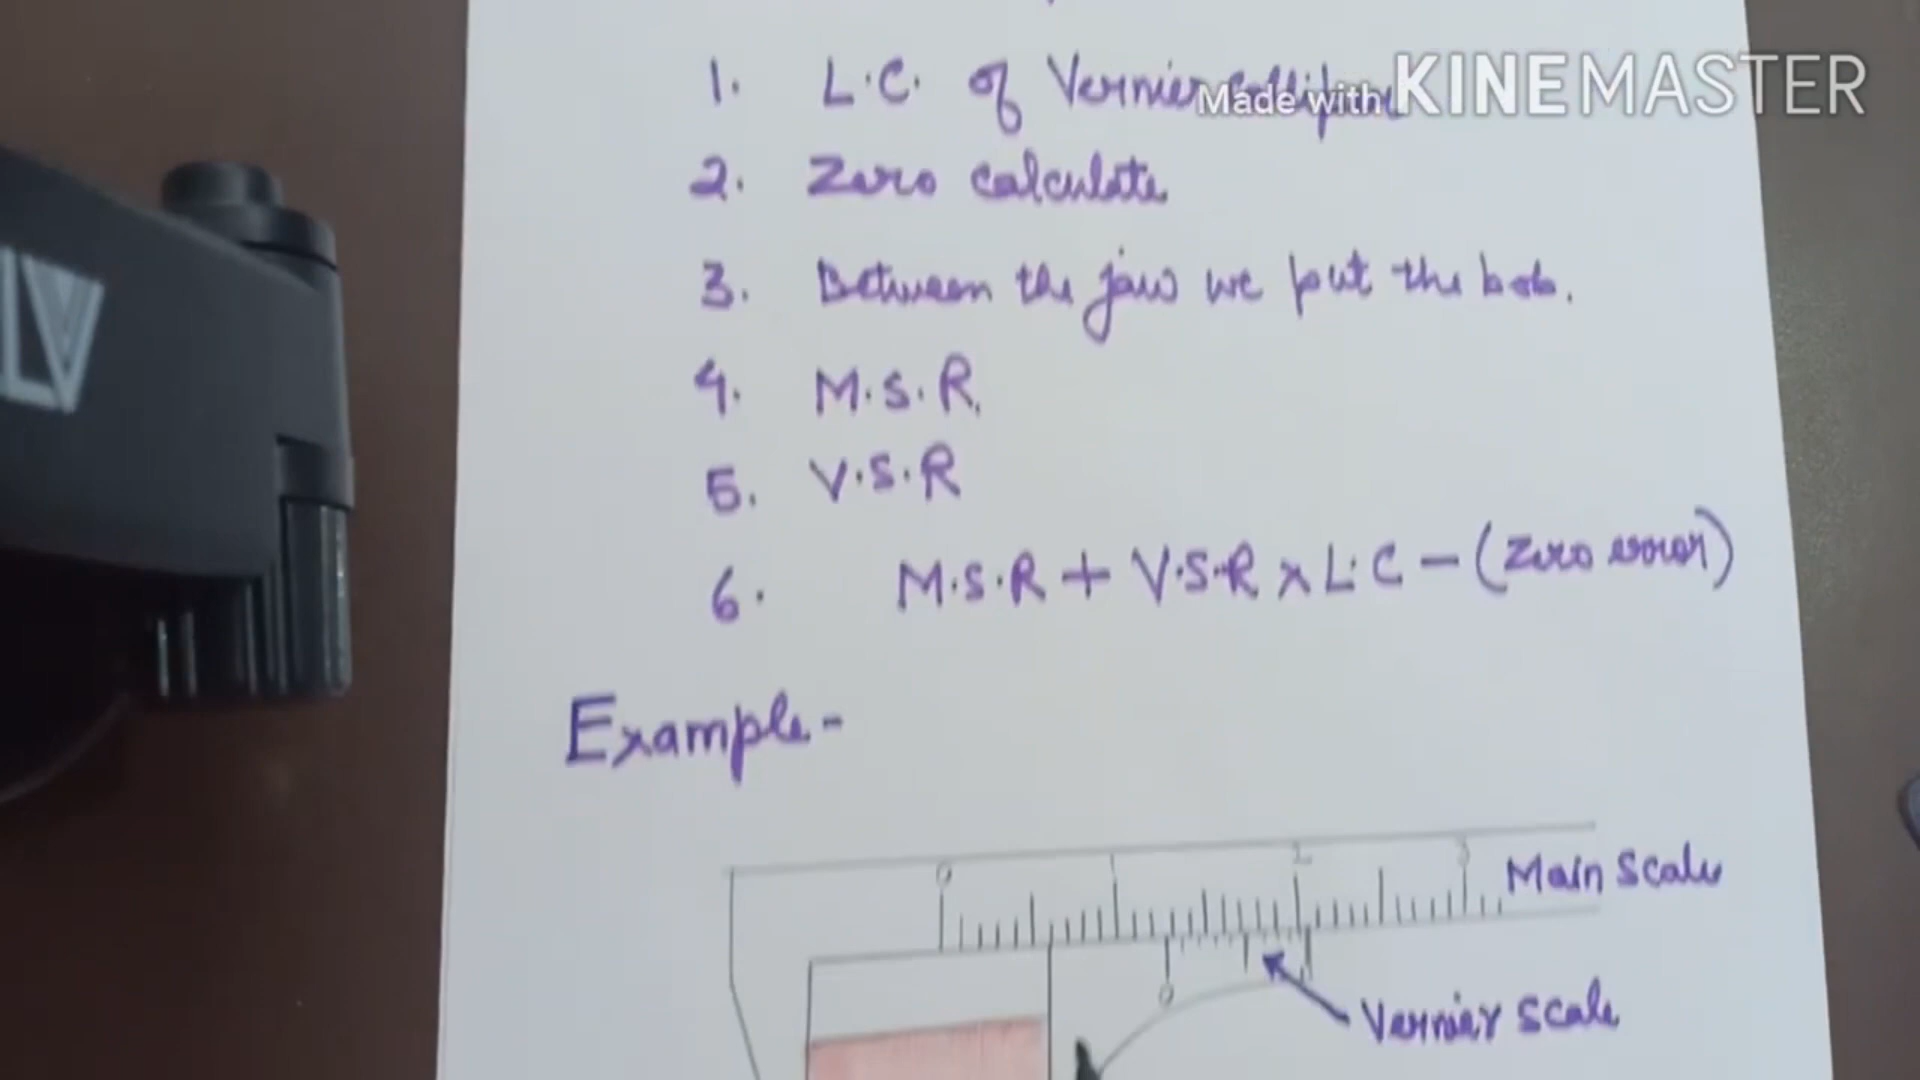 1. L.C. of Vernier
Made with KINEMASTER
2. Zero calculate
3. Between the jaw we put the bob.
4. M.S.R.
5. V.S.R
6. M.S.R + V.S.R x L.C - (Zero error)
Example-
0 1 2 3 Main Scale
0
Vernier Scale
LV